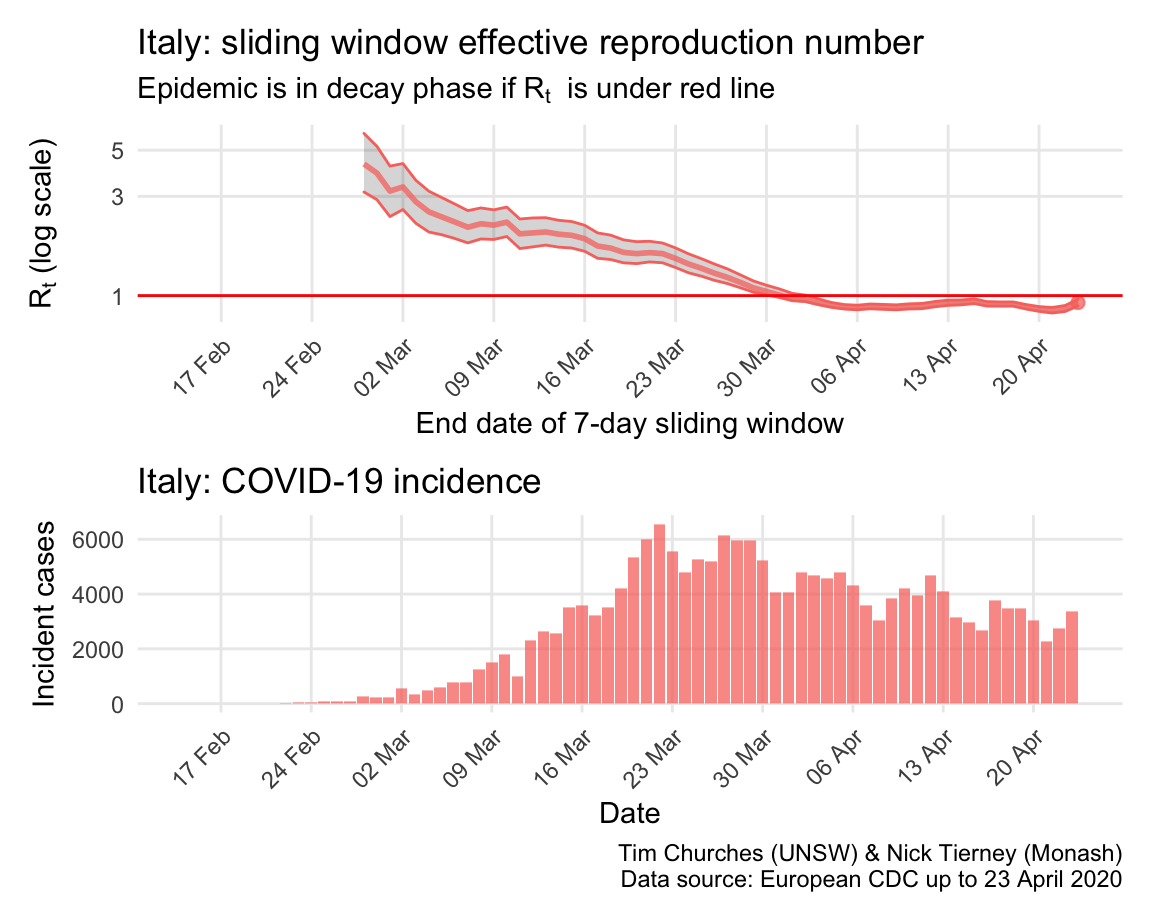 Italy: sliding window effective reproduction number
Epidemic is in decay phase if Rt is under red line
Rt (log scale)
5
3
1
17 Feb
24 Feb
02 Mar
09 Mar
16 Mar
23 Mar
30 Mar
06 Apr
13 Apr
20 Apr
End date of 7-day sliding window
Italy: COVID-19 incidence
Incident cases
6000
4000
2000
0
17 Feb
24 Feb
02 Mar
09 Mar
16 Mar
23 Mar
30 Mar
06 Apr
13 Apr
20 Apr
Date
Tim Churches (UNSW) & Nick Tierney (Monash)
Data source: European CDC up to 23 April 2020